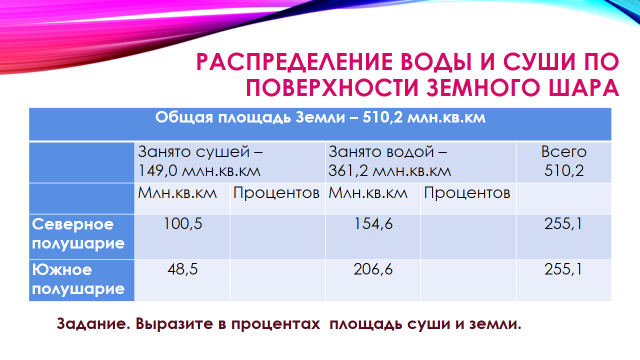 РАСПРЕДЕЛЕНИЕ ВОДЫ И СУШИ ПО
ПОВЕРХНОСТИ ЗЕМНОГО ШАРА
Общая площадь Земли – 510,2 млн.кв.км
Занято сушей –
149,0 млн.кв.км
Занято водой –
361,2 млн.кв.км
Всего
510,2
Млн.кв.км
Процентов
Млн.кв.км
Процентов
Северное
полушарие
100,5
154,6
255,1
Южное
полушарие
48,5
206,6
255,1
Задание. Выразите в процентах площадь суши и земли.